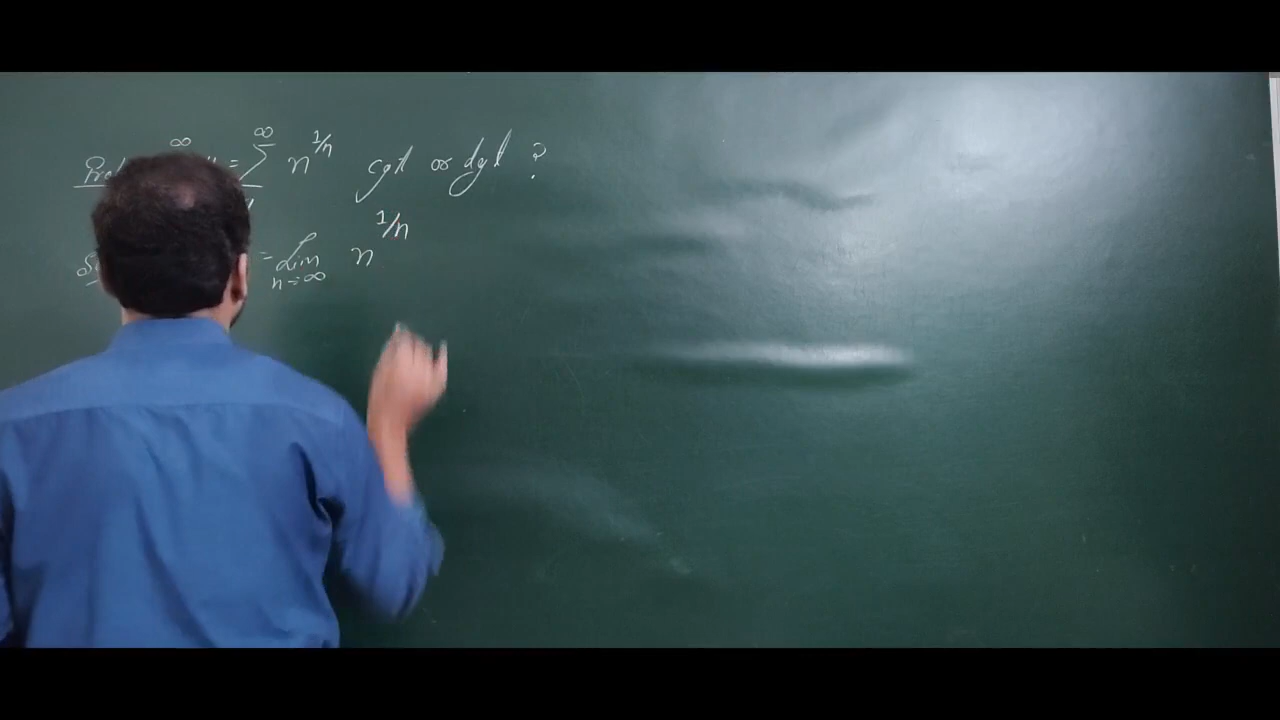 ∞ = ∞ ∑ n^{1/n} cgt or dgt ?
= Lim n→∞ n^{1/n}